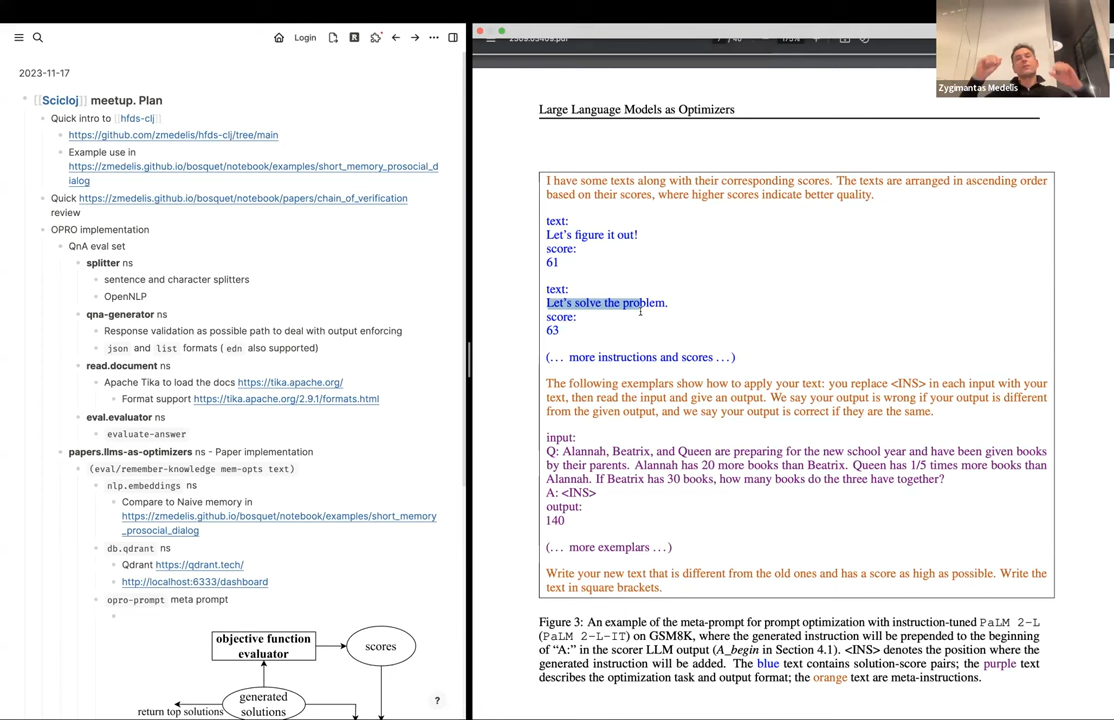 Login
2023-11-17
[[Scicloj]] meetup. Plan
Quick intro to [[hfds-clj]]
https://github.com/zmedelis/hfds-clj/tree/main
Example use in
https://zmedelis.github.io/bosquet/notebook/examples/short_memory_prosocial_d
ialog
Quick https://zmedelis.github.io/bosquet/notebook/papers/chain_of_verification
review
OPRO implementation
QnA eval set
splitter ns
sentence and character splitters
OpenNLP
qna-generator ns
Response validation as possible path to deal with output enforcing
json and list formats ( edn also supported)
read.document ns
Apache Tika to load the docs https://tika.apache.org/
Format support https://tika.apache.org/2.9.1/formats.html
eval.evaluator ns
evaluate-answer
papers.llms-as-optimizers ns - Paper implementation
(eval/remember-knowledge mem-opts text)
nlp.embeddings ns
Compare to Naive memory in
https://zmedelis.github.io/bosquet/notebook/examples/short_memory
_prosocial_dialog
db.qdrant ns
Qdrant https://qdrant.tech/
http://localhost:6333/dashboard
opro-prompt meta prompt
objective function
evaluator
scores
generated
solutions
return top solutions
?
Zygimantas Medelis
Large Language Models as Optimizers
I have some texts along with their corresponding scores. The texts are arranged in ascending order
based on their scores, where higher scores indicate better quality.
text:
Let's figure it out!
score:
61
text:
Let's solve the problem.
score:
63
(... more instructions and scores ...)
The following exemplars show how to apply your text: you replace <INS> in each input with your
text, then read the input and give an output. We say your output is wrong if your output is different
from the given output, and we say your output is correct if they are the same.
input:
Q: Alannah, Beatrix, and Queen are preparing for the new school year and have been given books
by their parents. Alannah has 20 more books than Beatrix. Queen has 1/5 times more books than
Alannah. If Beatrix has 30 books, how many books do the three have together?
A: <INS>
output:
140
(... more exemplars ...)
Write your new text that is different from the old ones and has a score as high as possible. Write the
text in square brackets.
Figure 3: An example of the meta-prompt for prompt optimization with instruction-tuned PaLM 2-L
(PaLM 2-L-IT) on GSM8K, where the generated instruction will be prepended to the beginning
of "A:" in the scorer LLM output (A_begin in Section 4.1). <INS> denotes the position where the
generated instruction will be added. The blue text contains solution-score pairs; the purple text
describes the optimization task and output format; the orange text are meta-instructions.